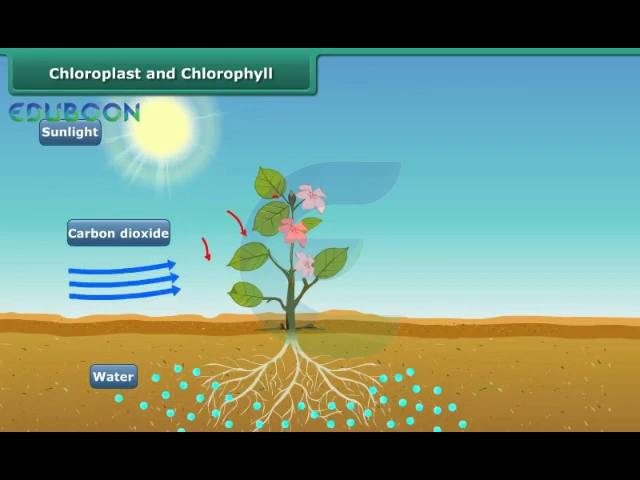 Chloroplast and Chlorophyll
EDUBOON
Sunlight
Carbon dioxide
Water